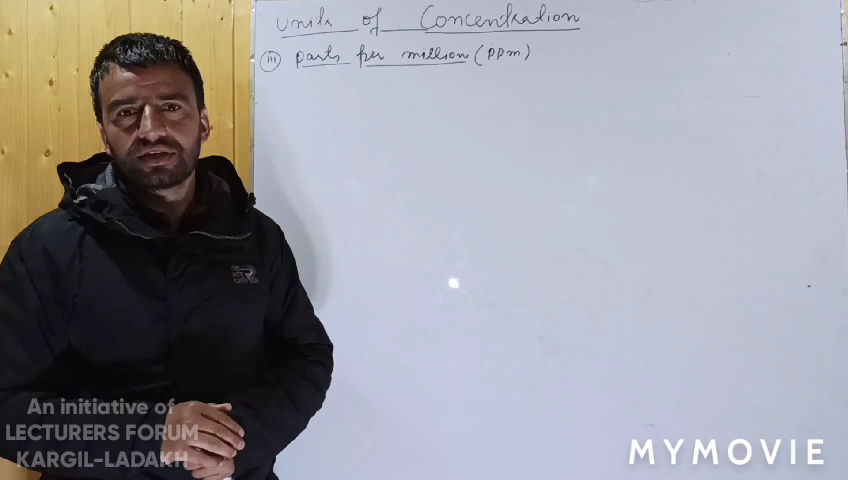 Units of Concentration
(iii) parts per million (PPm)
An initiative of
LECTURERS FORUM
KARGIL-LADAKH
MYMOVIE